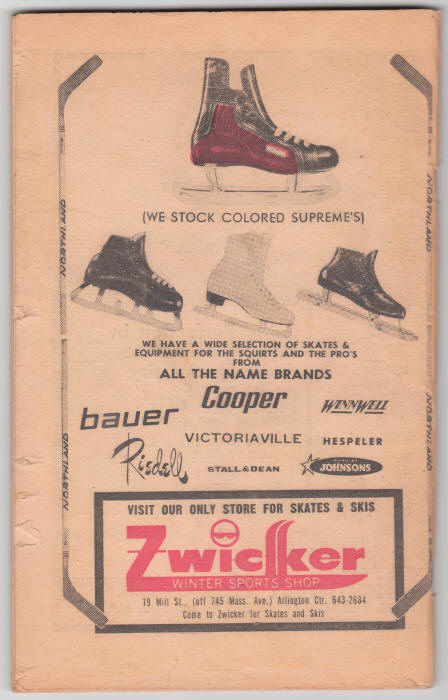 (WE STOCK COLORED SUPREME'S)
NORTHLAND
NORTHLAND
WE HAVE A WIDE SELECTION OF SKATES &
EQUIPMENT FOR THE SQUIRTS AND THE PRO'S
FROM
ALL THE NAME BRANDS
bauer
Cooper
WINNWELL
VICTORIAVILLE
HESPELER
Riedell
STALL & DEAN
GENUINE
JOHNSONS
NORTHLAND
NORTHLAND
VISIT OUR ONLY STORE FOR SKATES & SKIS
Zwicker
WINTER SPORTS SHOP
19 Mill St., (off 745 Mass. Ave.) Arlington Ctr. 643-2684
Come to Zwicker for Skates and Skis